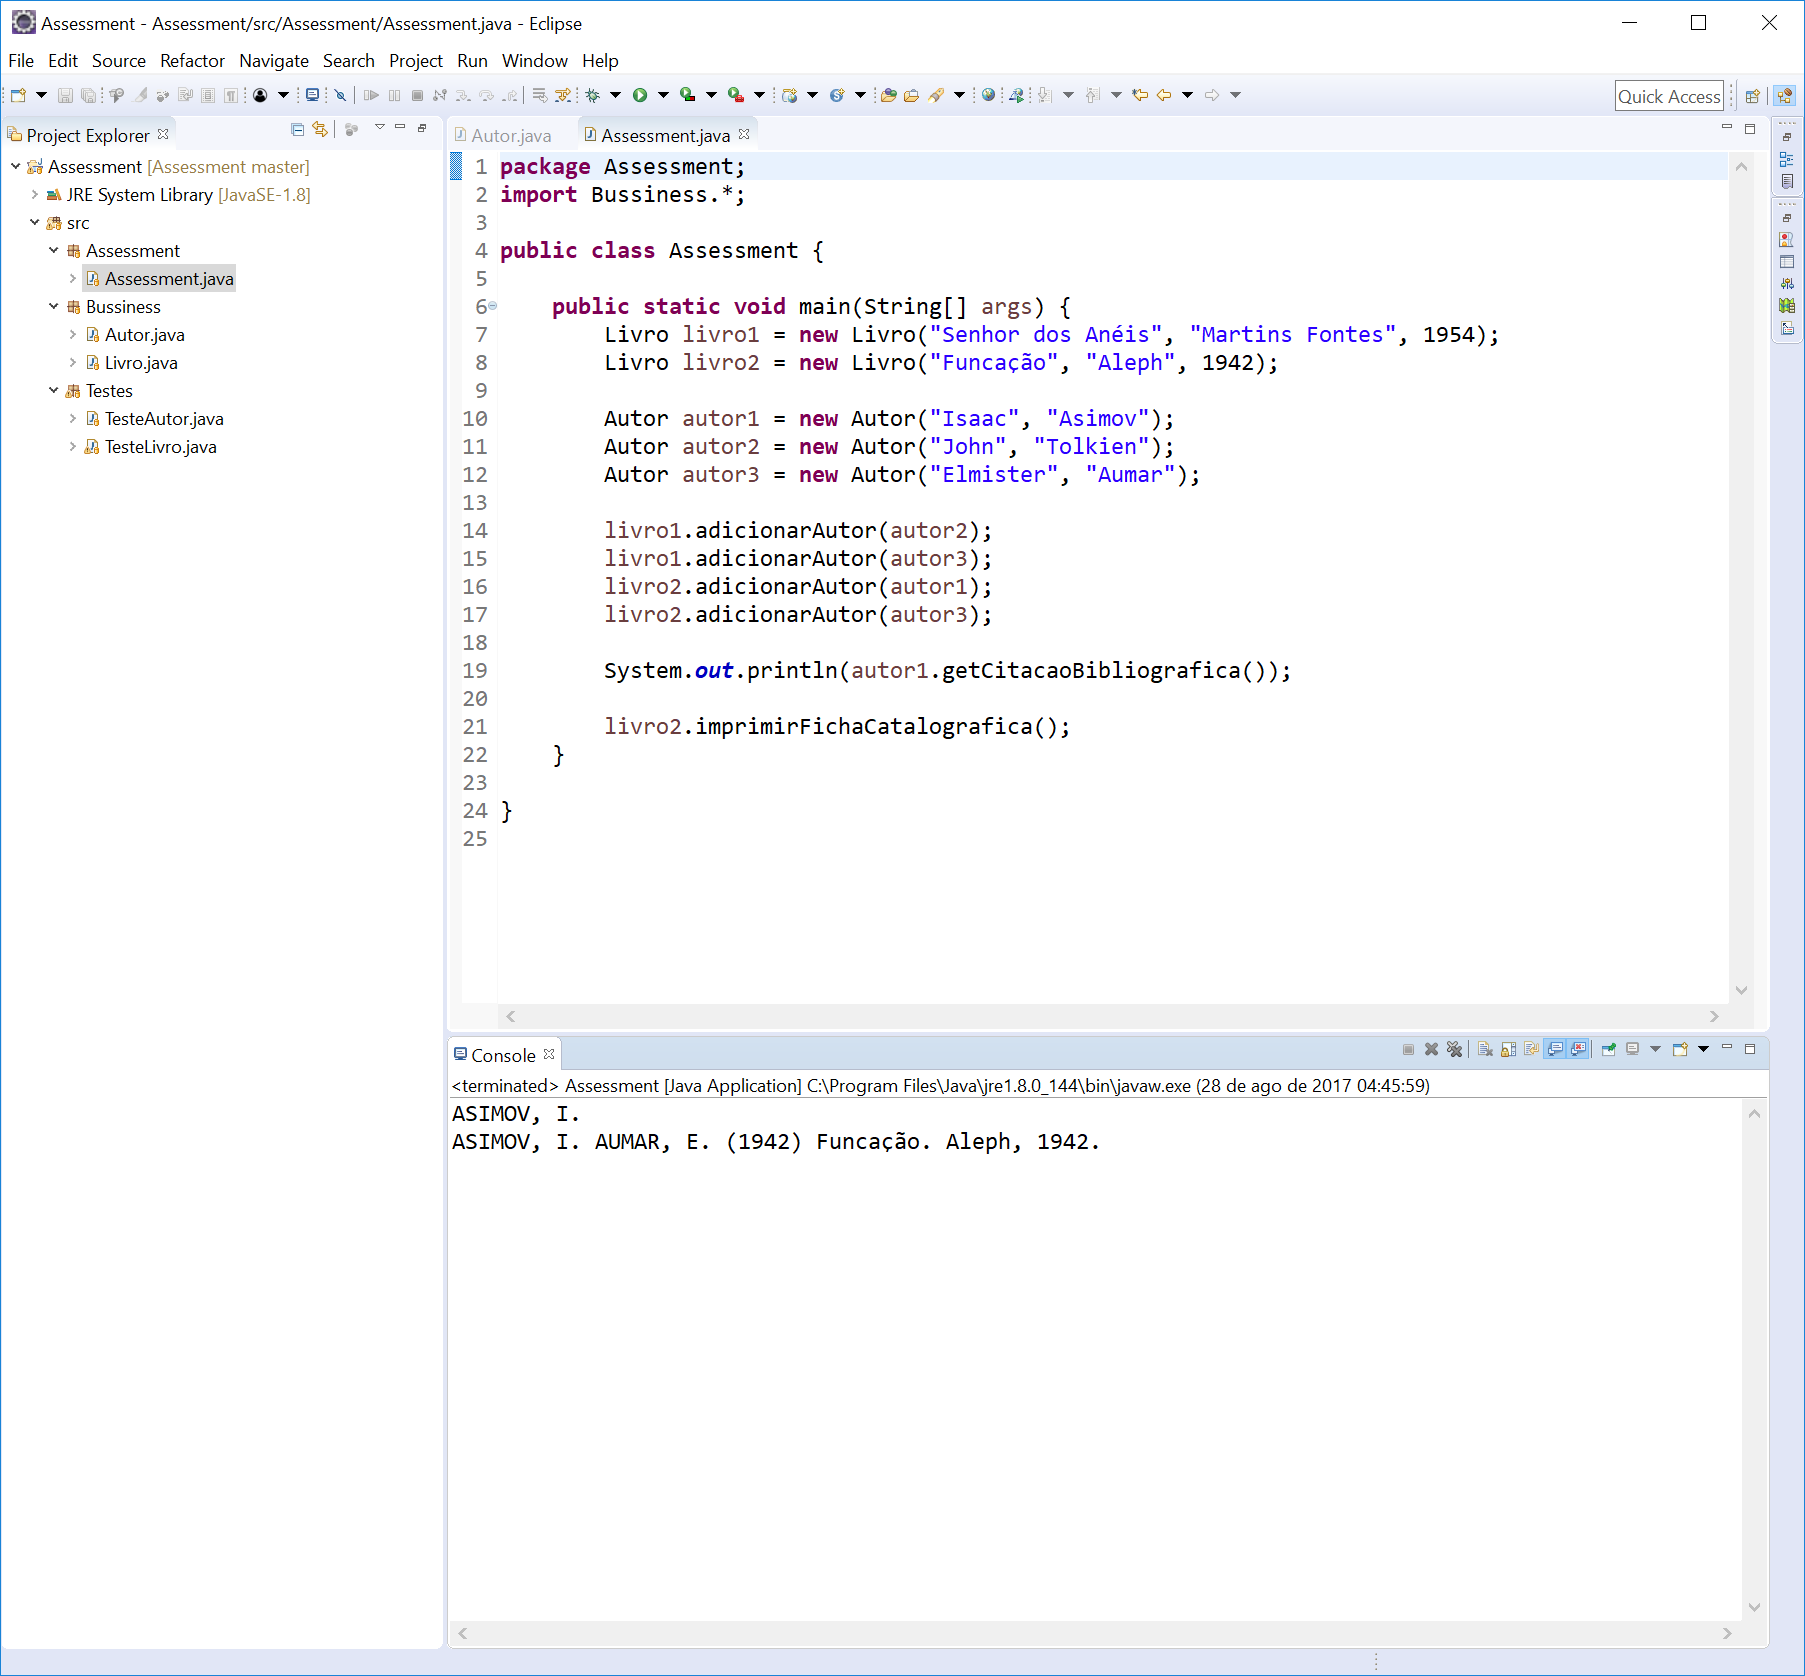 Assessment - Assessment/src/Assessment/Assessment.java - Eclipse
File Edit Source Refactor Navigate Search Project Run Window Help
Quick Access
Project Explorer
Assessment [Assessment master]
JRE System Library [JavaSE-1.8]
src
Assessment
Assessment.java
Bussiness
Autor.java
Livro.java
Testes
TesteAutor.java
TesteLivro.java
Autor.java Assessment.java
1 package Assessment;
2 import Bussiness.*;
3
4 public class Assessment {
5
6 public static void main(String[] args) {
7 Livro livro1 = new Livro("Senhor dos Anéis", "Martins Fontes", 1954);
8 Livro livro2 = new Livro("Funcação", "Aleph", 1942);
9
10 Autor autor1 = new Autor("Isaac", "Asimov");
11 Autor autor2 = new Autor("John", "Tolkien");
12 Autor autor3 = new Autor("Elmister", "Aumar");
13
14 livro1.adicionarAutor(autor2);
15 livro1.adicionarAutor(autor3);
16 livro2.adicionarAutor(autor1);
17 livro2.adicionarAutor(autor3);
18
19 System.out.println(autor1.getCitacaoBibliografica());
20
21 livro2.imprimirFichaCatalografica();
22 }
23
24 }
25
Console
<terminated> Assessment [Java Application] C:\Program Files\Java\jre1.8.0_144\bin\javaw.exe (28 de ago de 2017 04:45:59)
ASIMOV, I.
ASIMOV, I. AUMAR, E. (1942) Funcação. Aleph, 1942.